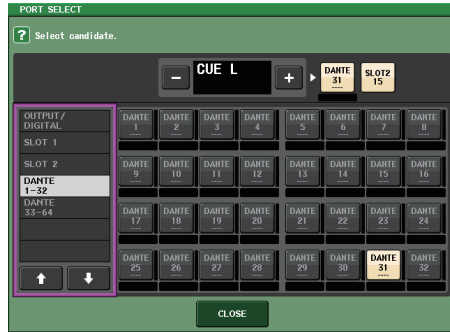 PORT SELECT
? Select candidate.
− CUE L + DANTE 31 ---- SLOT2 15
OUTPUT/
DIGITAL
SLOT 1
SLOT 2
DANTE
1-32
DANTE
33-64
DANTE 1 ---- DANTE 2 ---- DANTE 3 ---- DANTE 4 ---- DANTE 5 ---- DANTE 6 ---- DANTE 7 ---- DANTE 8 ----
DANTE 9 ---- DANTE 10 ---- DANTE 11 ---- DANTE 12 ---- DANTE 13 ---- DANTE 14 ---- DANTE 15 ---- DANTE 16 ----
DANTE 17 ---- DANTE 18 ---- DANTE 19 ---- DANTE 20 ---- DANTE 21 ---- DANTE 22 ---- DANTE 23 ---- DANTE 24 ----
DANTE 25 ---- DANTE 26 ---- DANTE 27 ---- DANTE 28 ---- DANTE 29 ---- DANTE 30 ---- DANTE 31 ---- DANTE 32 ----
CLOSE